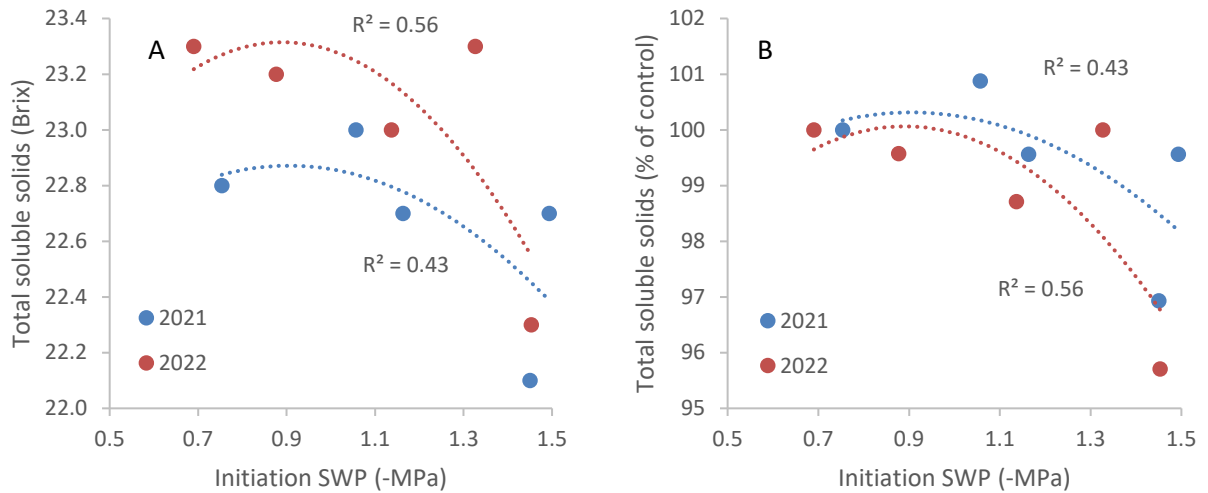 Total soluble solids (Brix)
23.4
23.2
23.0
22.8
22.6
22.4
22.2
22.0
A
R² = 0.56
R² = 0.43
2021
2022
0.5 0.7 0.9 1.1 1.3 1.5
Initiation SWP (-MPa)
Total soluble solids (% of control)
102
101
100
99
98
97
96
95
B
R² = 0.43
R² = 0.56
2021
2022
0.5 0.7 0.9 1.1 1.3 1.5
Initiation SWP (-MPa)